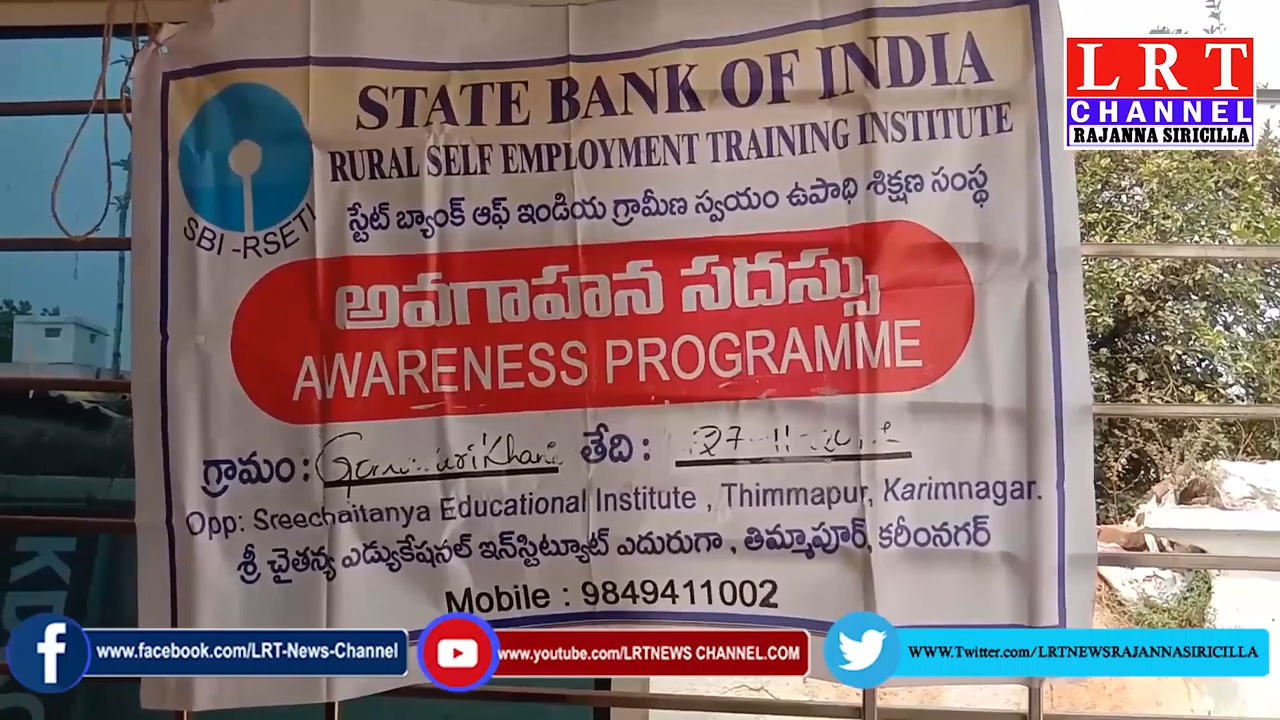 STATE BANK OF INDIA
RURAL SELF EMPLOYMENT TRAINING INSTITUTE
స్టేట్ బ్యాంక్ ఆఫ్ ఇండియ గ్రామీణ స్వయం ఉపాధి శిక్షణ సంస్థ
SBI -RSETI
అవగాహన సదస్సు
AWARENESS PROGRAMME
గ్రామం : తేది : 27-11-
Opp: Sreechaitanya Educational Institute , Thimmapur, Karimnagar.
శ్రీ చైతన్య ఎడ్యుకేషనల్ ఇన్‌స్టిట్యూట్ ఎదురుగా , తిమ్మాపూర్, కరీంనగర్
Mobile : 9849411002
LRT
CHANNEL
RAJANNA SIRICILLA
www.facebook.com/LRT-News-Channel
www.youtube.com/LRTNEWS CHANNEL.COM
WWW.Twitter.com/LRTNEWSRAJANNASIRICILLA